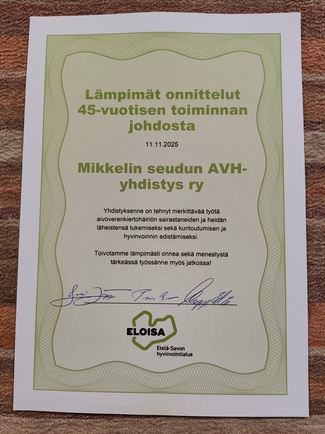 Lämpimät onnittelut
45-vuotisen toiminnan
johdosta
11.11.2025
Mikkelin seudun AVH-
yhdistys ry
Yhdistyksenne on tehnyt merkittävää työtä
aivoverenkiertohäiriön sairastaneiden ja heidän
läheistensä tukemiseksi sekä kuntoutumisen ja
hyvinvoinnin edistämiseksi.
Toivotamme lämpimästi onnea sekä menestystä
tärkeässä työssänne myös jatkossa!
ELOISA
Etelä-Savon
hyvinvointialue